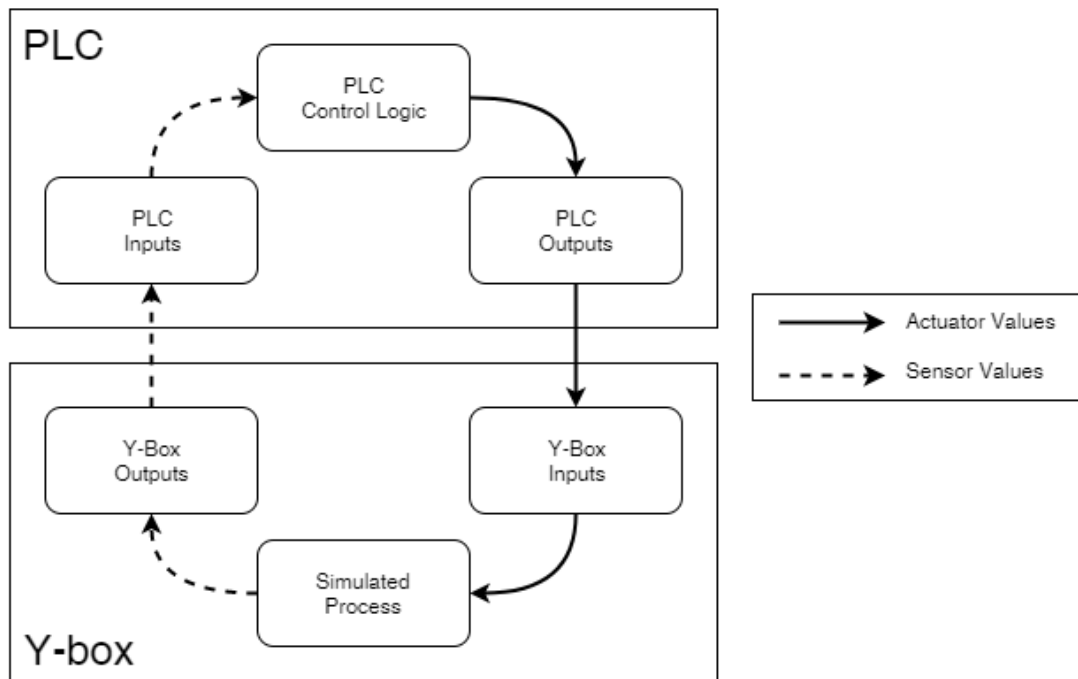 PLC
PLC
Control Logic
PLC
Inputs
PLC
Outputs
Actuator Values
Sensor Values
Y-Box
Outputs
Y-Box
Inputs
Simulated
Process
Y-box